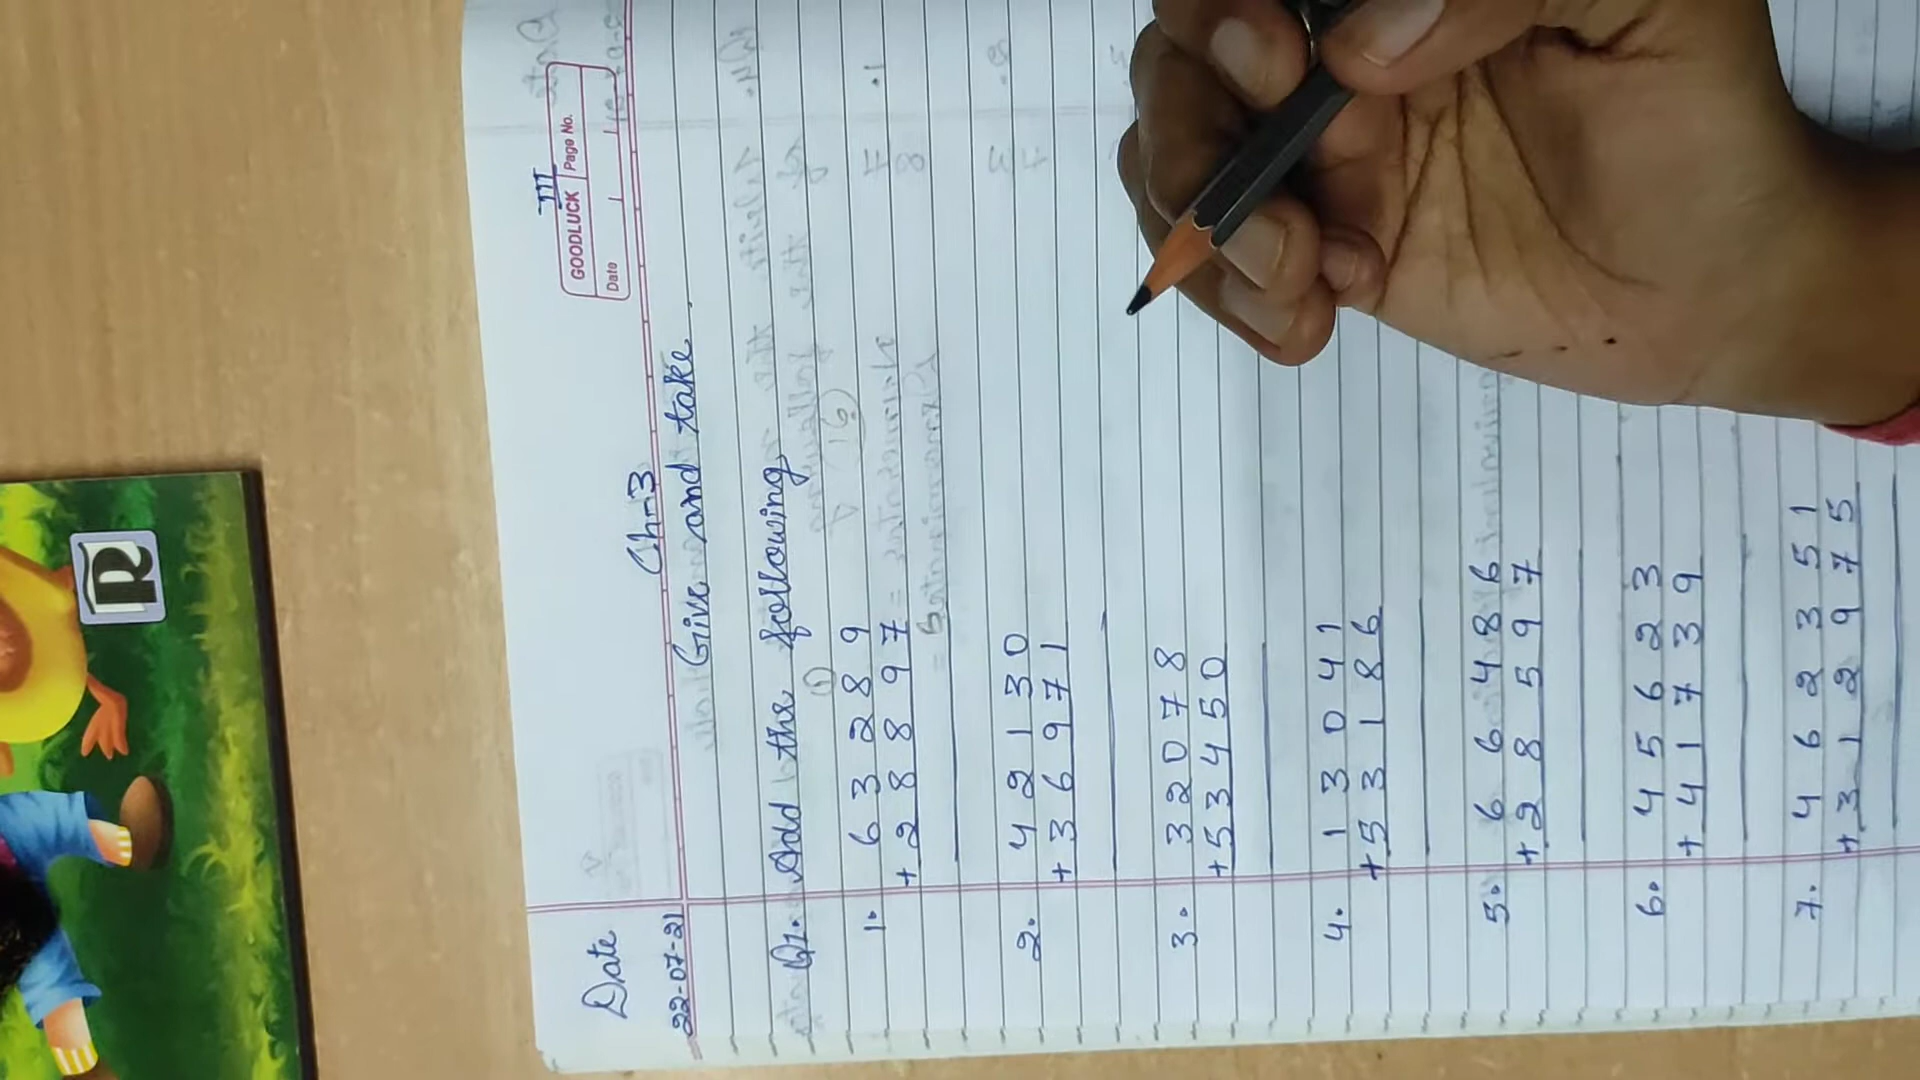 III
GOODLUCK Page No.
Date
Date
Ch-3
22-07-21
Give and take.
Q1. Add the following
1. 6 3 2 8 9
+ 2 8 8 9 7
2. 4 2 1 3 0
+ 3 6 9 7 1
3. 3 2 0 7 8
+ 5 3 4 5 0
4. 1 3 0 4 1
+ 5 3 1 8 6
5. 6 6 4 8 6
+ 2 8 5 9 7
6. 4 5 6 2 3
+ 4 1 7 3 9
7. 4 6 2 3 5 1
+ 3 1 2 9 7 5
R